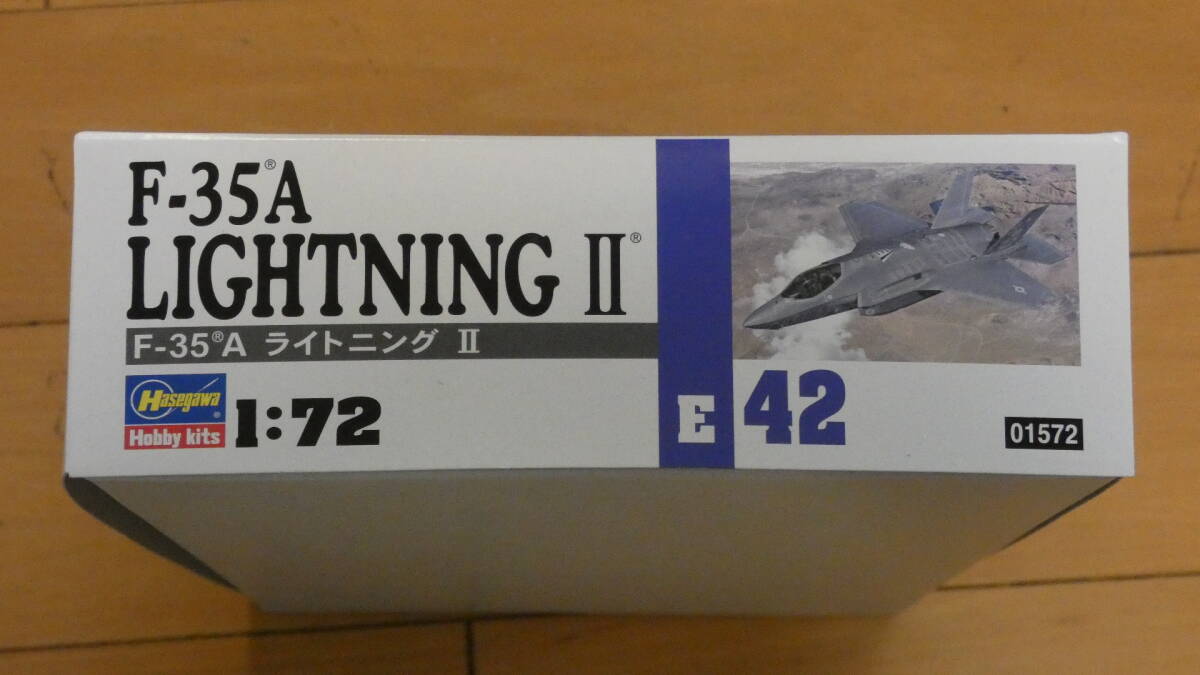 F-35®A
LIGHTNING II®
F-35®A ライトニング II
Hasegawa®
Hobby kits
1:72
E 42
01572